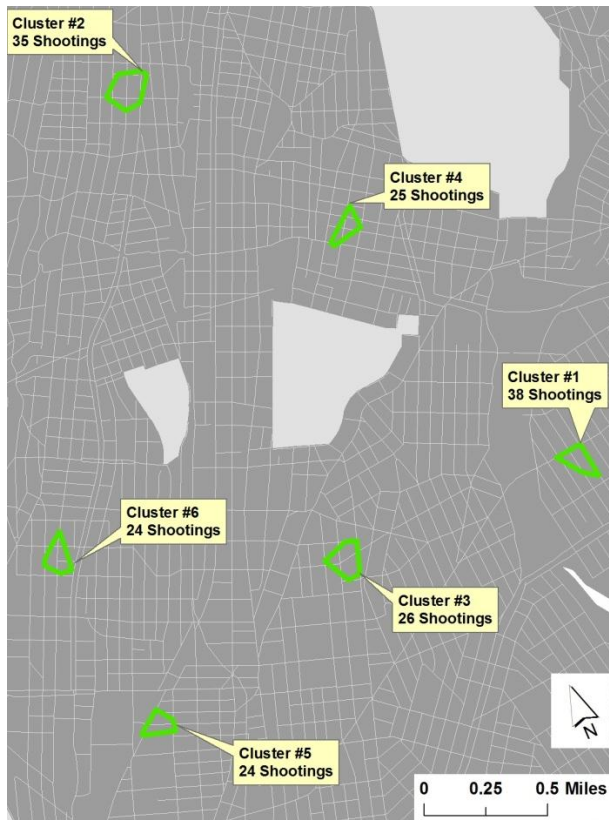 Cluster #2
35 Shootings
Cluster #4
25 Shootings
Cluster #1
38 Shootings
Cluster #6
24 Shootings
Cluster #3
26 Shootings
Cluster #5
24 Shootings
N
0 0.25 0.5 Miles